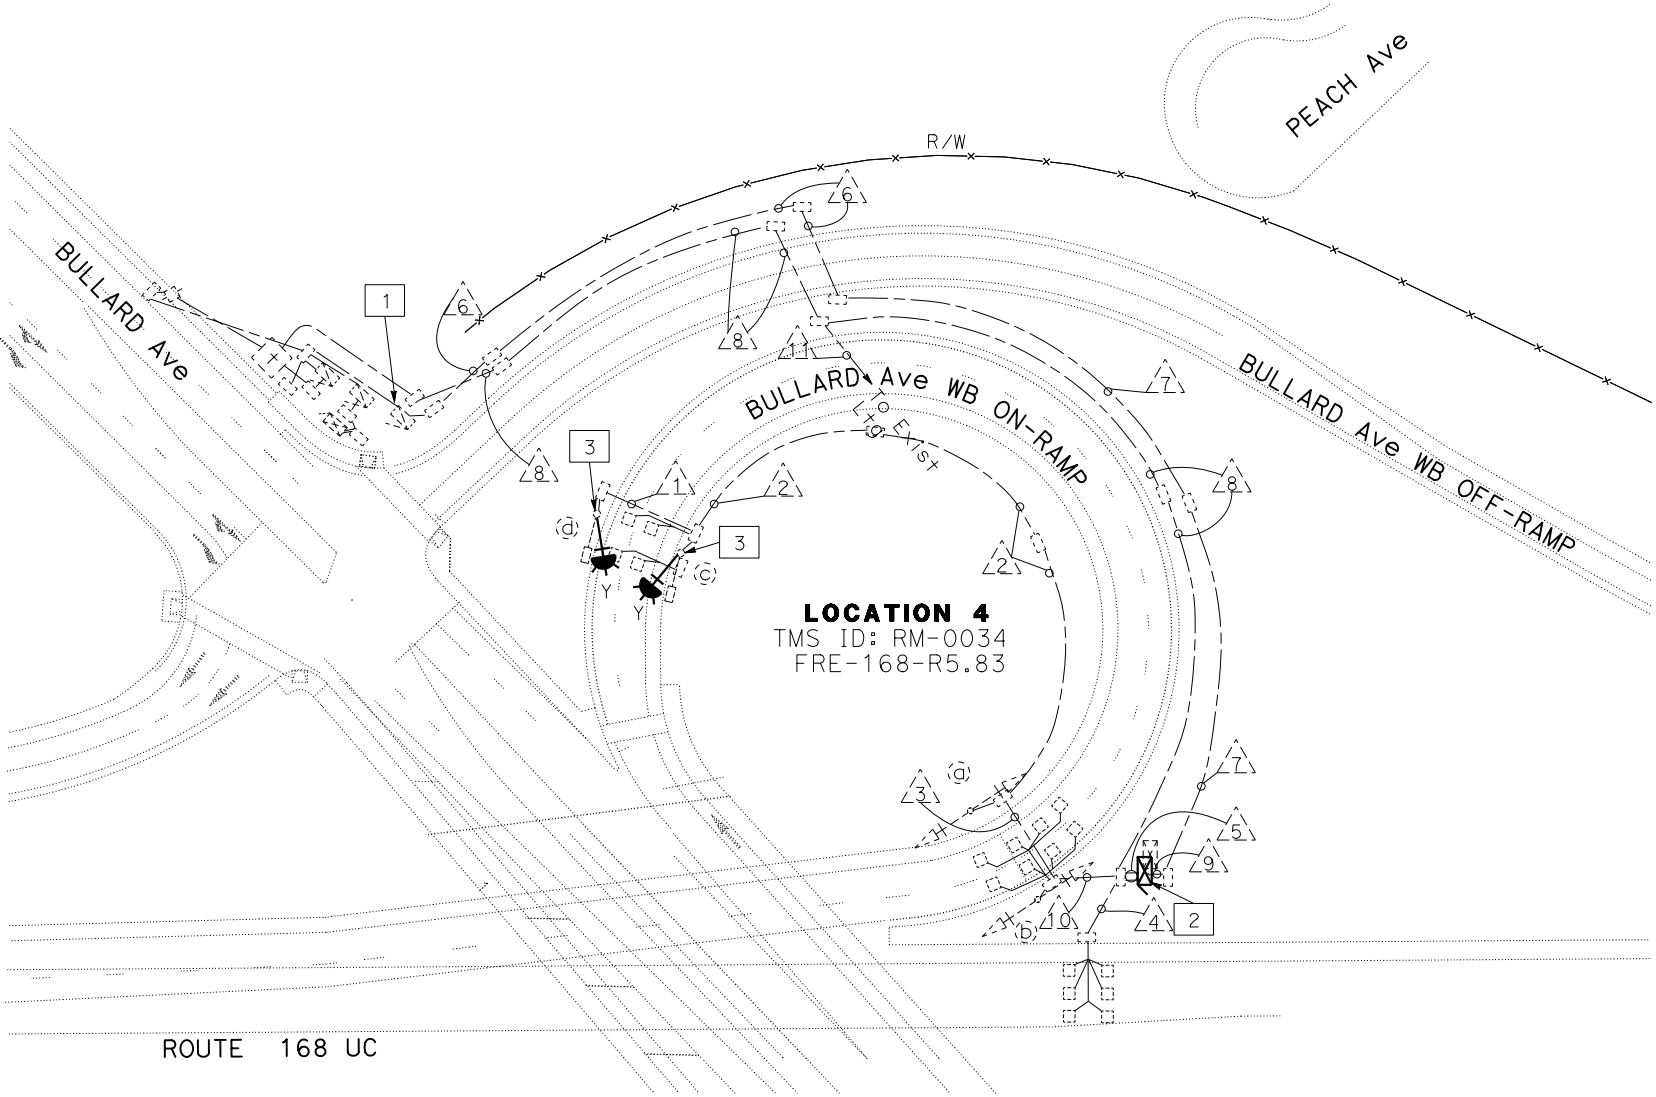 PEACH Ave
R/W
6
BULLARD Ave
1
6
8
11
7
BULLARD Ave WB OFF-RAMP
BULLARD Ave WB ON-RAMP
To Exist
Ltg
3
8
1
2
8
d
3
2
c
Y
Y
LOCATION 4
TMS ID: RM-0034
FRE-168-R5.83
7
a
3
5
9
10
4
2
b
ROUTE 168 UC